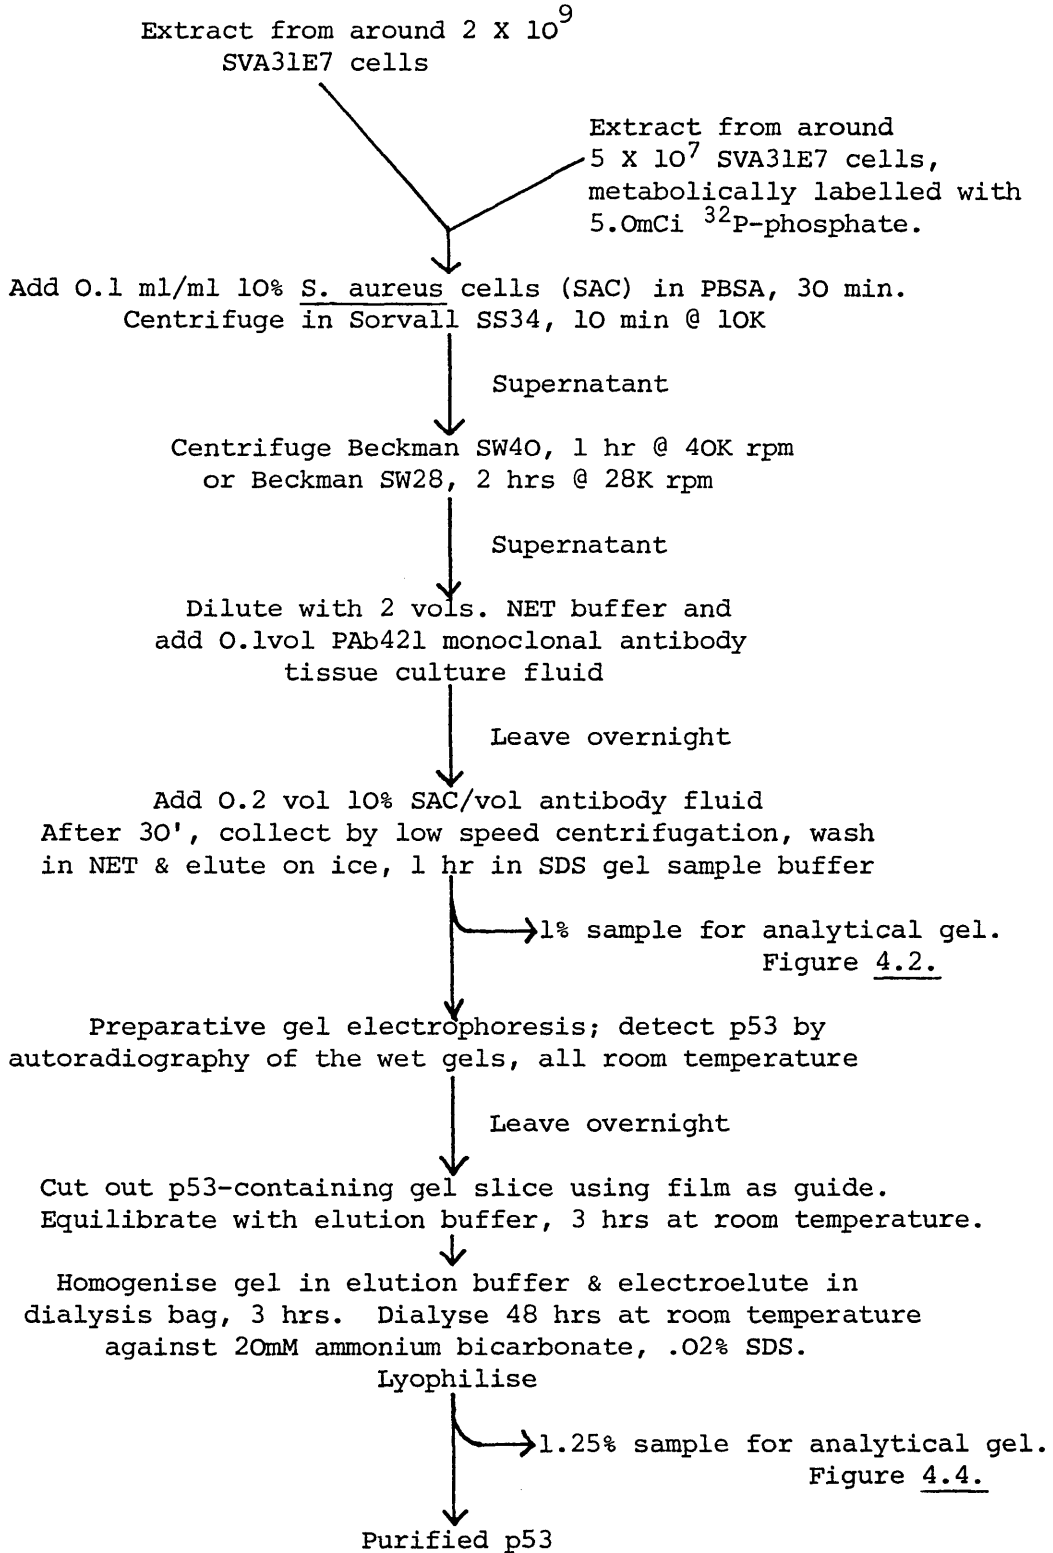 Extract from around 2 X 10⁹
SVA31E7 cells
Extract from around
5 X 10⁷ SVA31E7 cells,
metabolically labelled with
5.0mCi ³²P-phosphate.
Add 0.1 ml/ml 10% S. aureus cells (SAC) in PBSA, 30 min.
Centrifuge in Sorvall SS34, 10 min @ 10K
Supernatant
Centrifuge Beckman SW40, 1 hr @ 40K rpm
or Beckman SW28, 2 hrs @ 28K rpm
Supernatant
Dilute with 2 vols. NET buffer and
add 0.1vol PAb421 monoclonal antibody
tissue culture fluid
Leave overnight
Add 0.2 vol 10% SAC/vol antibody fluid
After 30', collect by low speed centrifugation, wash
in NET & elute on ice, 1 hr in SDS gel sample buffer
1% sample for analytical gel.
Figure 4.2.
Preparative gel electrophoresis; detect p53 by
autoradiography of the wet gels, all room temperature
Leave overnight
Cut out p53-containing gel slice using film as guide.
Equilibrate with elution buffer, 3 hrs at room temperature.
Homogenise gel in elution buffer & electroelute in
dialysis bag, 3 hrs. Dialyse 48 hrs at room temperature
against 20mM ammonium bicarbonate, .02% SDS.
Lyophilise
1.25% sample for analytical gel.
Figure 4.4.
Purified p53